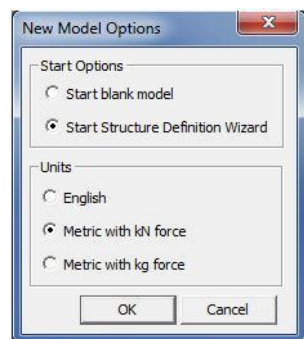 New Model Options
Start Options
Start blank model
Start Structure Definition Wizard
Units
English
Metric with kN force
Metric with kg force
OK Cancel